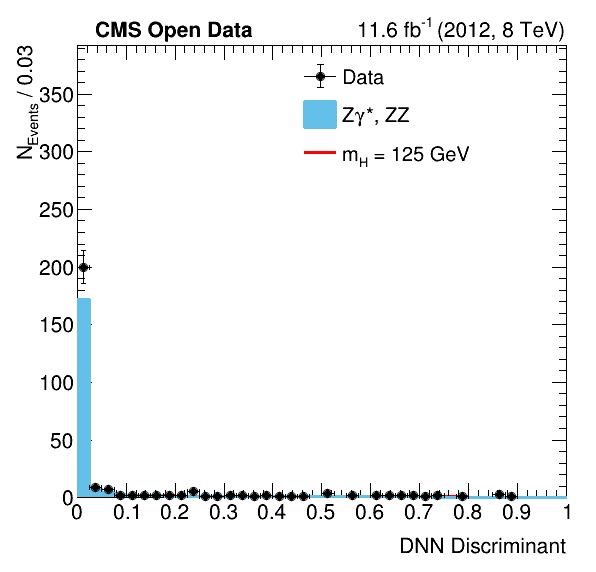 CMS Open Data 11.6 fb⁻¹ (2012, 8 TeV)
N_Events / 0.03
Data
Zγ*, ZZ
m_H = 125 GeV
350
300
250
200
150
100
50
0
0 0.1 0.2 0.3 0.4 0.5 0.6 0.7 0.8 0.9 1
DNN Discriminant